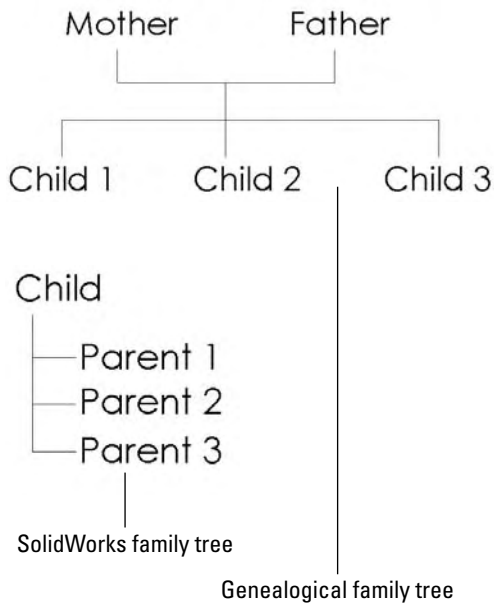 Mother Father
Child 1 Child 2 Child 3
Child
Parent 1
Parent 2
Parent 3
SolidWorks family tree
Genealogical family tree